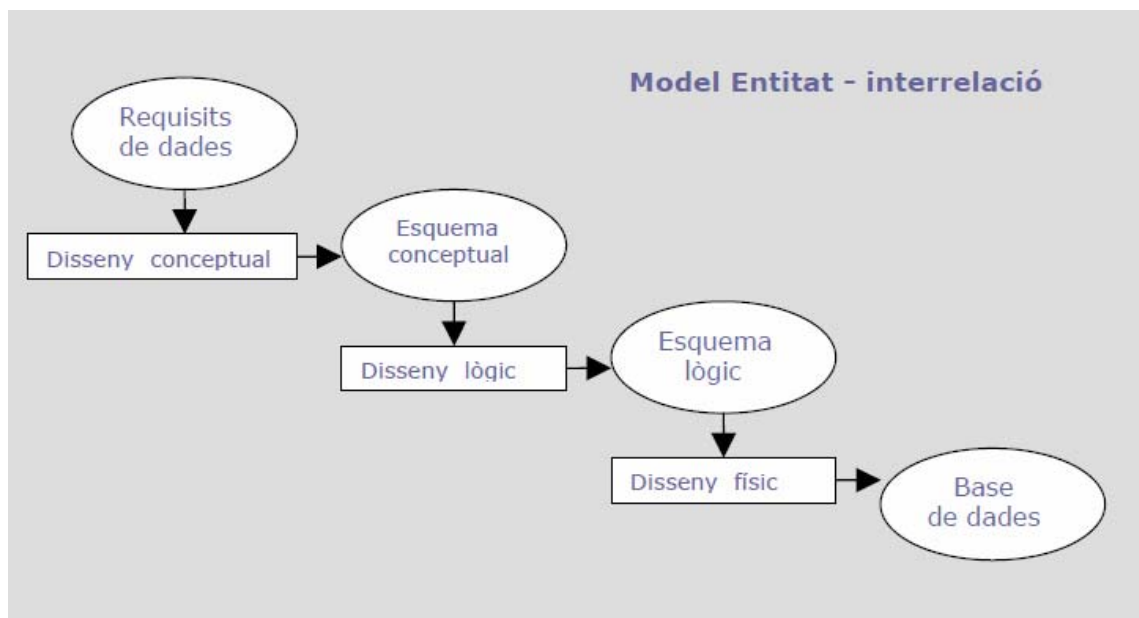 Model Entitat - interrelació
Requisits
de dades
Disseny conceptual
Esquema
conceptual
Disseny lògic
Esquema
lògic
Disseny físic
Base
de dades